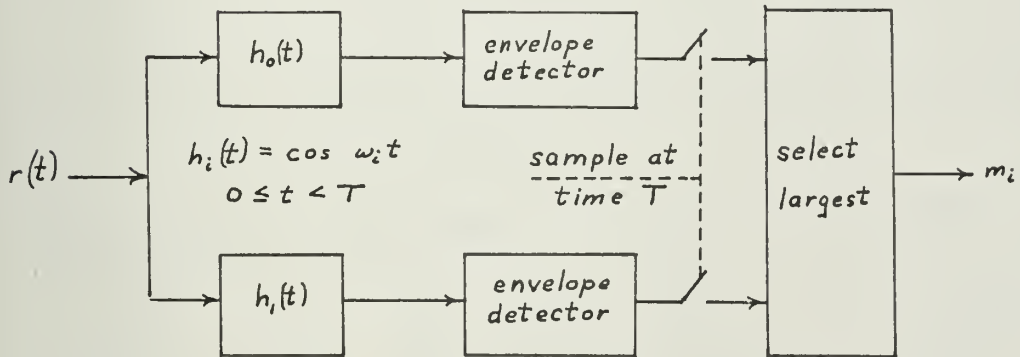 h₀(t)
envelope
detector
r(t)
hᵢ(t) = cos ωᵢt
0 ≤ t < T
sample at
time T
select
largest
mᵢ
h₁(t)
envelope
detector